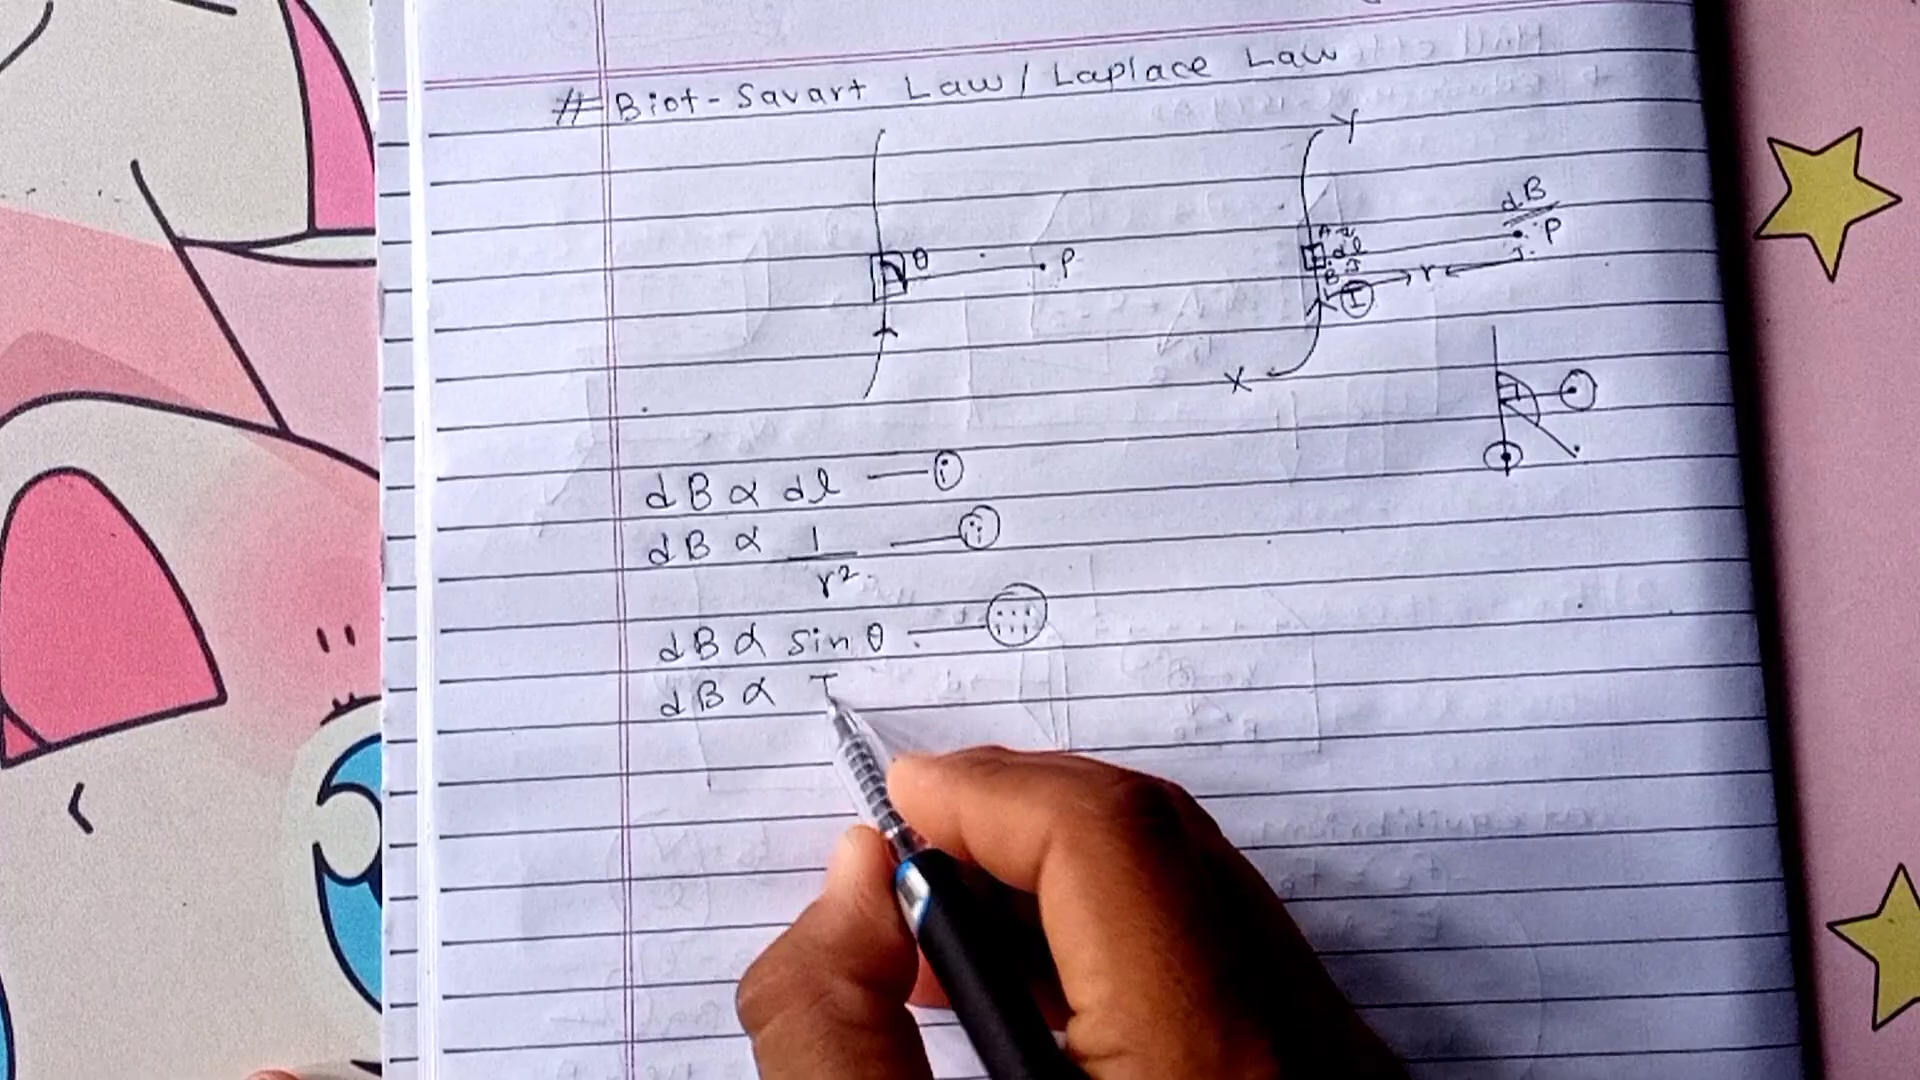 # Biot-Savart Law / Laplace Law
Y
dB
θ
P
A
dl
P
B
r
I
X
dB ∝ dl — (i)
dB ∝ 1/r² — (ii)
dB ∝ sin θ — (iii)
dB ∝ I